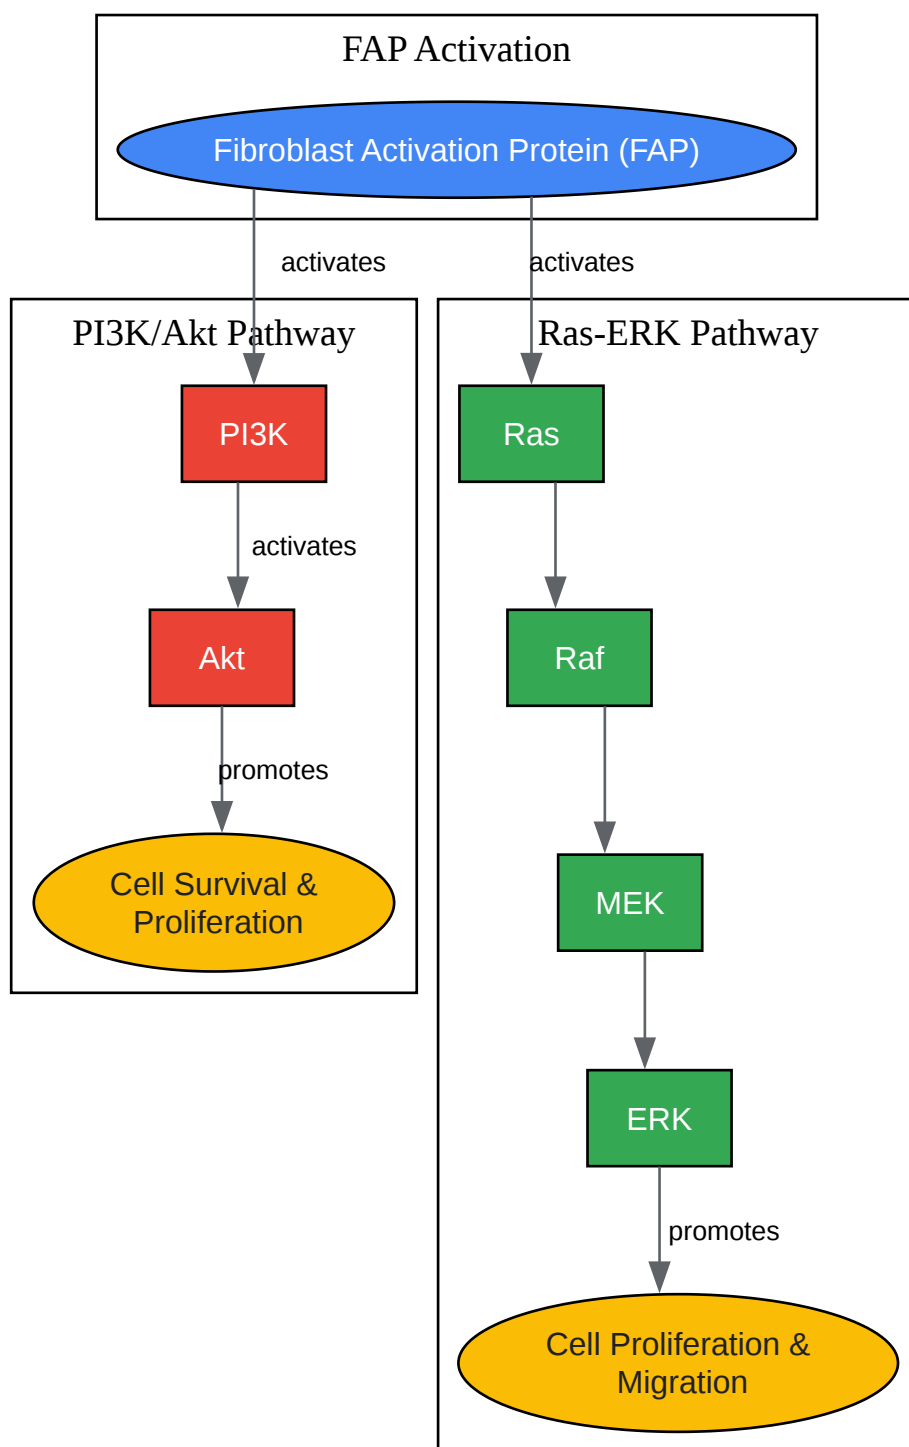 FAP Activation
Fibroblast Activation Protein (FAP)
activates
activates
PI3K/Akt Pathway
PI3K
activates
Akt
promotes
Cell Survival &
Proliferation
Ras-ERK Pathway
Ras
Raf
MEK
ERK
promotes
Cell Proliferation &
Migration